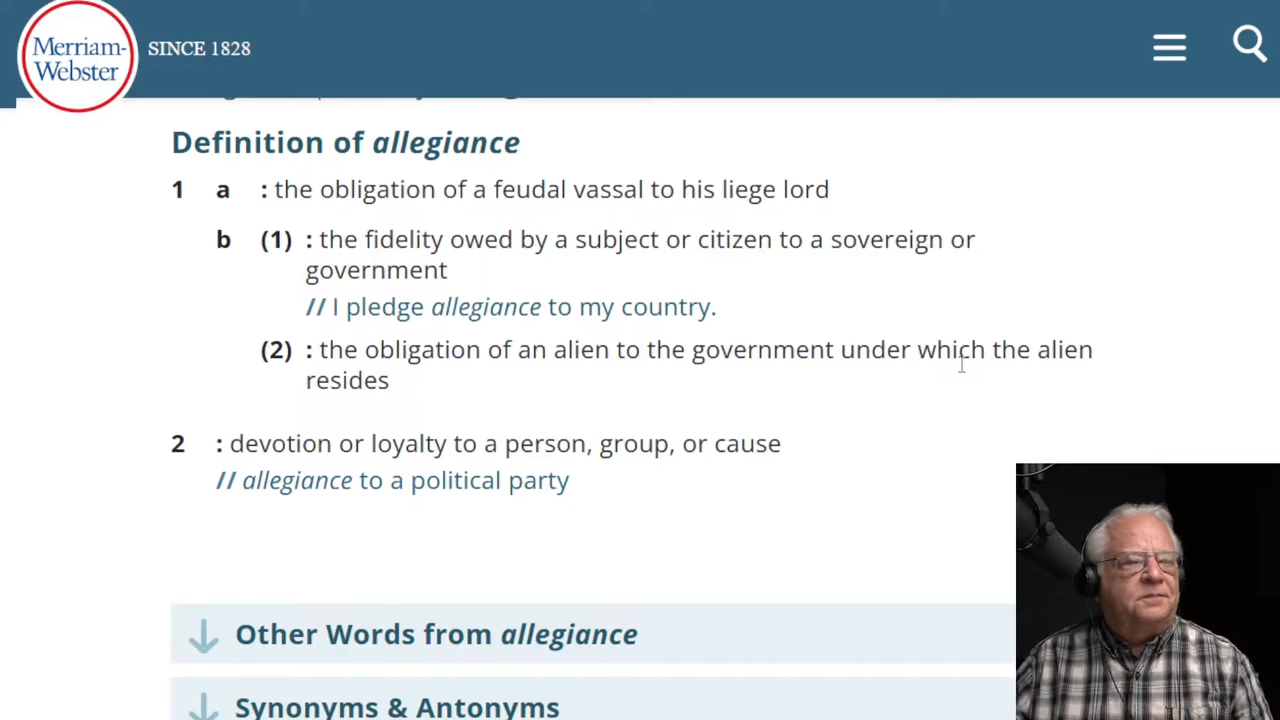 Merriam-
Webster
SINCE 1828
Definition of allegiance
1 a : the obligation of a feudal vassal to his liege lord
b (1) : the fidelity owed by a subject or citizen to a sovereign or
government
// I pledge allegiance to my country.
(2) : the obligation of an alien to the government under which the alien
resides
2 : devotion or loyalty to a person, group, or cause
// allegiance to a political party
Other Words from allegiance
Synonyms & Antonyms